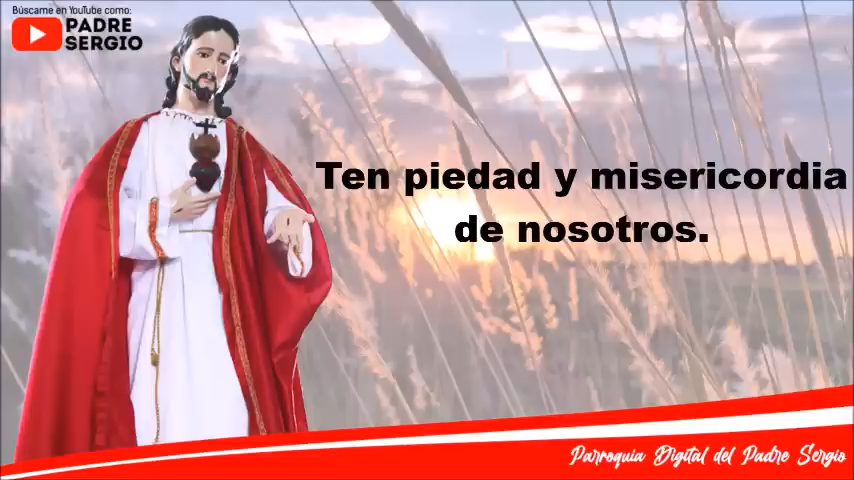 Búscame en YouTube como:
PADRE
SERGIO
Ten piedad y misericordia
de nosotros.
Parroquia Digital del Padre Sergio